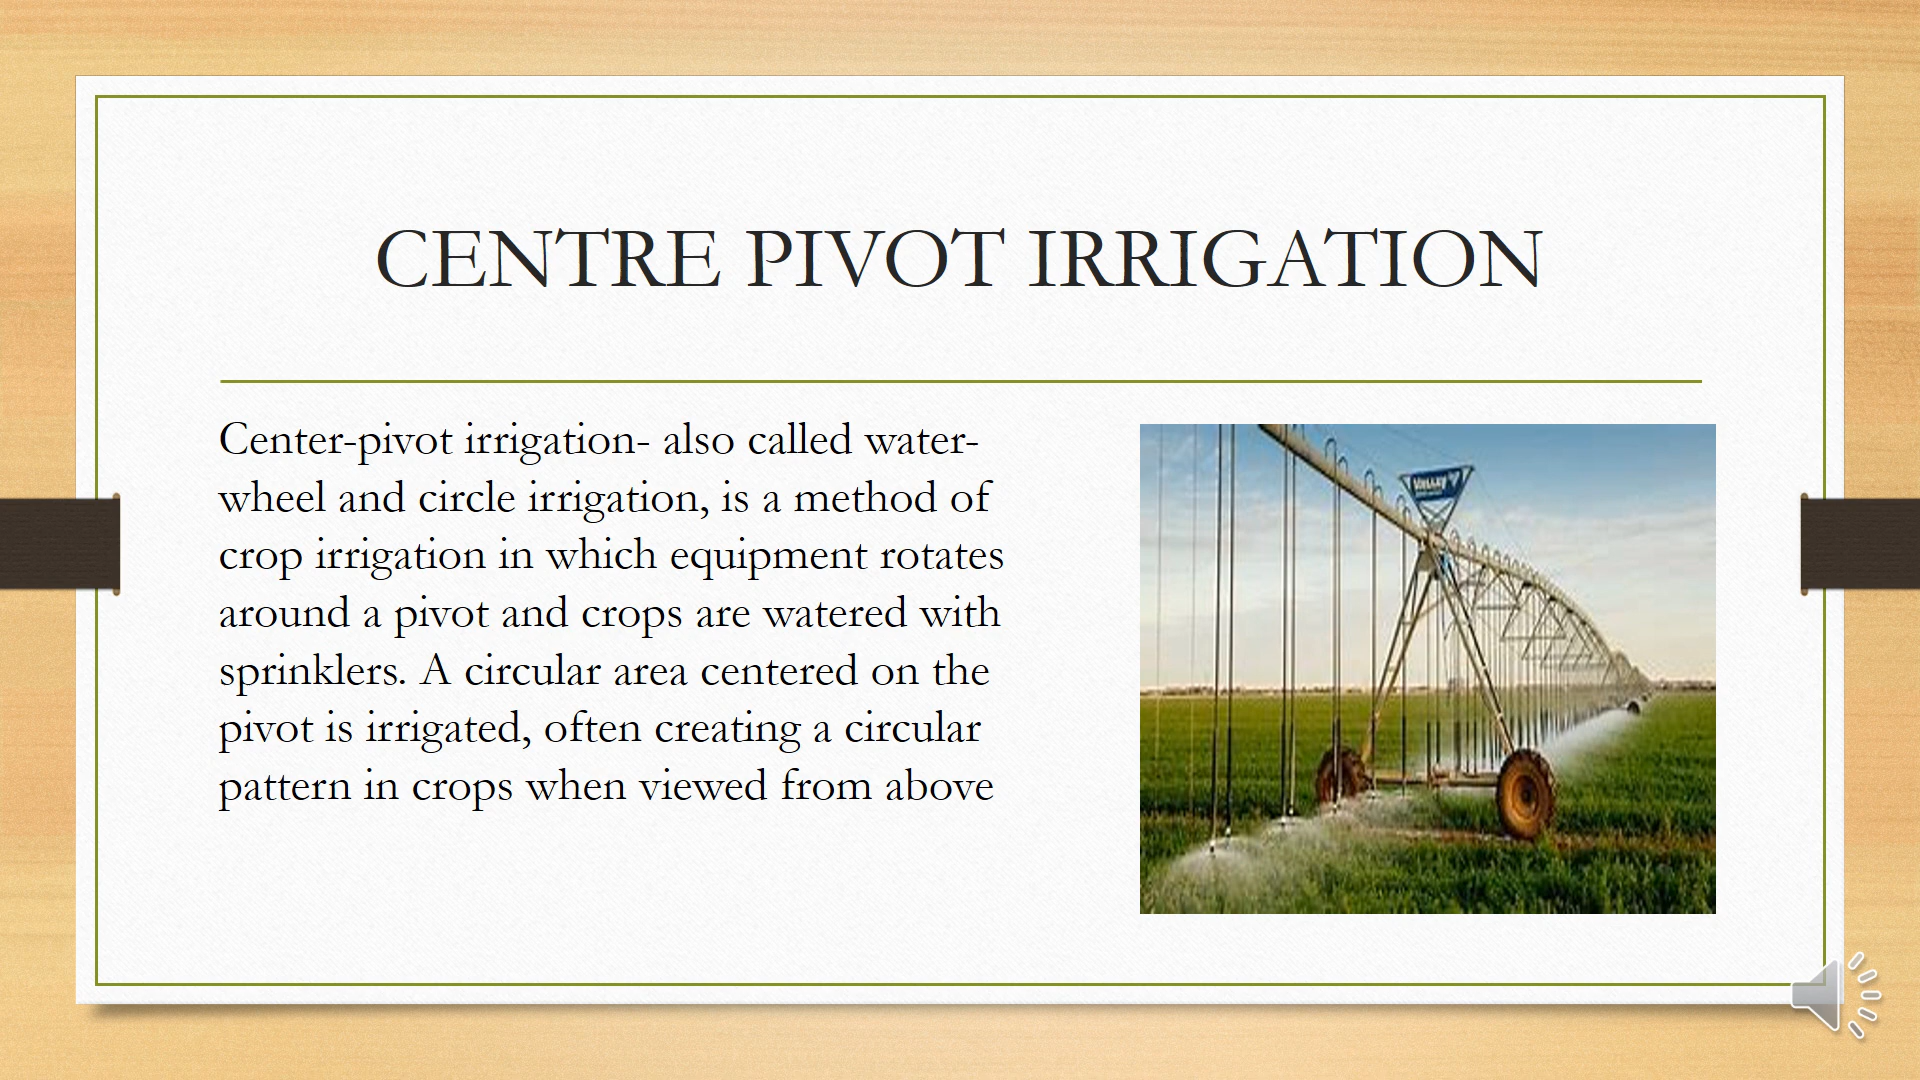 CENTRE PIVOT IRRIGATION
Center-pivot irrigation- also called water-
wheel and circle irrigation, is a method of
crop irrigation in which equipment rotates
around a pivot and crops are watered with
sprinklers. A circular area centered on the
pivot is irrigated, often creating a circular
pattern in crops when viewed from above
VALLEY